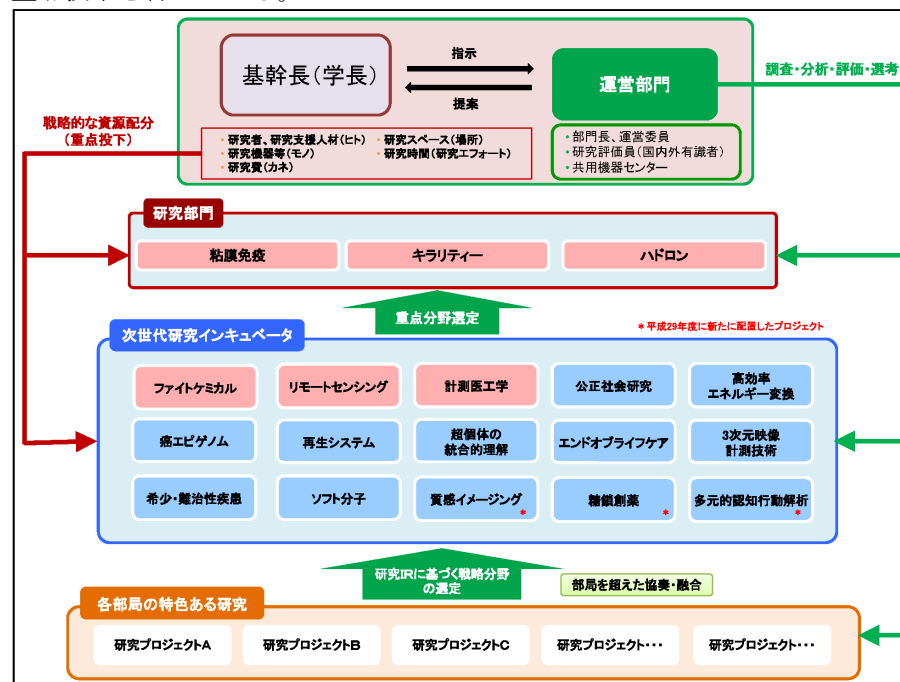 基幹長(学長)
指示
提案
運営部門
調査・分析・評価・選考
戦略的な資源配分
(重点投下)
・研究者、研究支援人材(ヒト)
・研究スペース(場所)
・研究機器等(モノ)
・研究時間(研究エフォート)
・研究費(カネ)
・部門長、運営委員
・研究評価員(国内外有識者)
・共用機器センター
研究部門
粘膜免疫
キラリティー
ハドロン
重点分野選定
次世代研究インキュベータ
*平成29年度に新たに配置したプロジェクト
ファイトケミカル
リモートセンシング
計測医工学
公正社会研究
高効率
エネルギー変換
癌エピゲノム
再生システム
超個体の
統合的理解
エンドオブライフケア
3次元映像
計測技術
希少・難治性疾患
ソフト分子
質感イメージング
*
糖鎖創薬
*
多元的認知行動解析
*
研究IRに基づく戦略分野
の選定
部局を超えた協奏・融合
各部局の特色ある研究
研究プロジェクトA
研究プロジェクトB
研究プロジェクトC
研究プロジェクト・・・
研究プロジェクト・・・